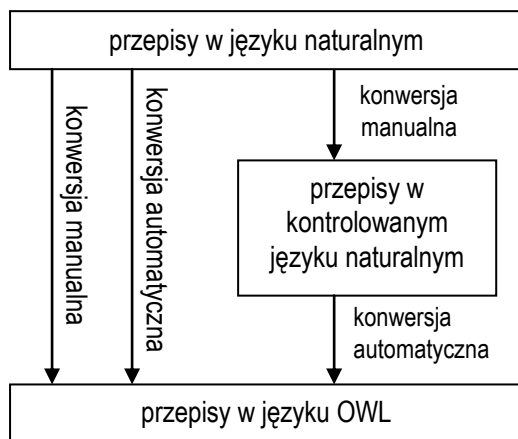 przepisy w języku naturalnym
konwersja manualna
konwersja automatyczna
konwersja
manualna
przepisy w
kontrolowanym
języku naturalnym
konwersja
automatyczna
przepisy w języku OWL